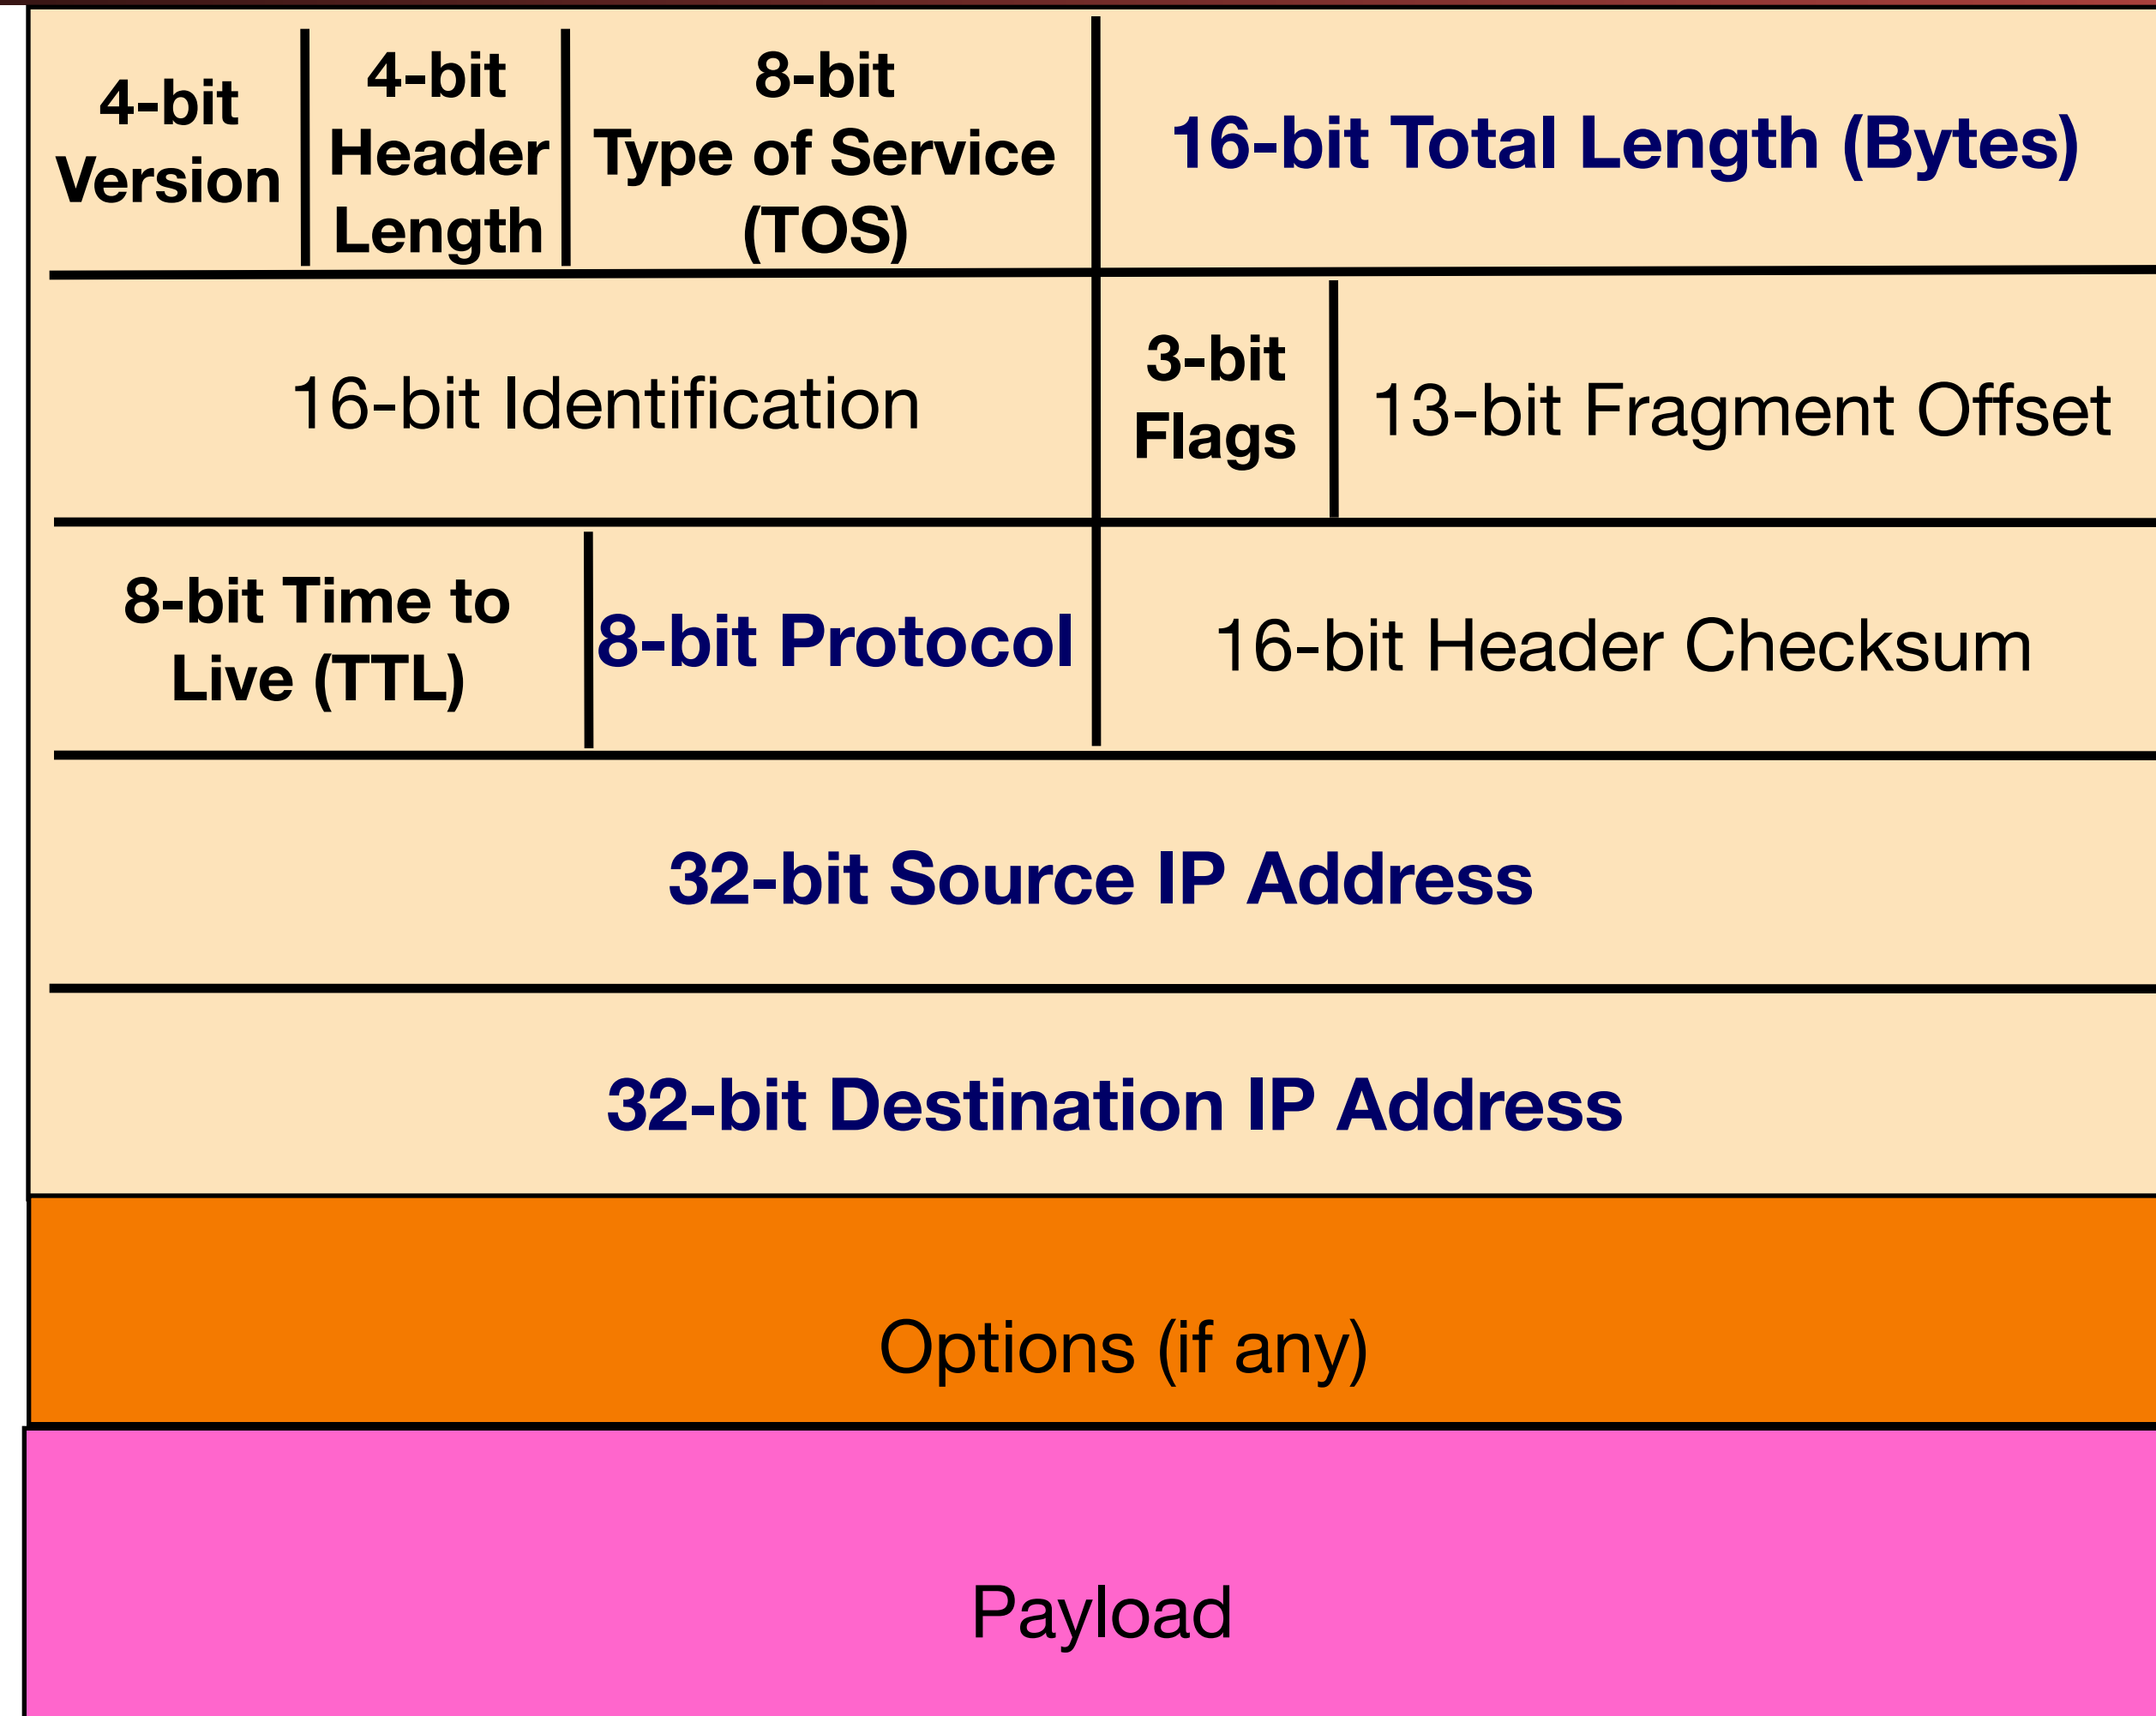 4-bit
Version
4-bit
Header
Length
8-bit
Type of Service
(TOS)
16-bit Total Length (Bytes)
16-bit Identification
3-bit
Flags
13-bit Fragment Offset
8-bit Time to
Live (TTL)
8-bit Protocol
16-bit Header Checksum
32-bit Source IP Address
32-bit Destination IP Address
Options (if any)
Payload